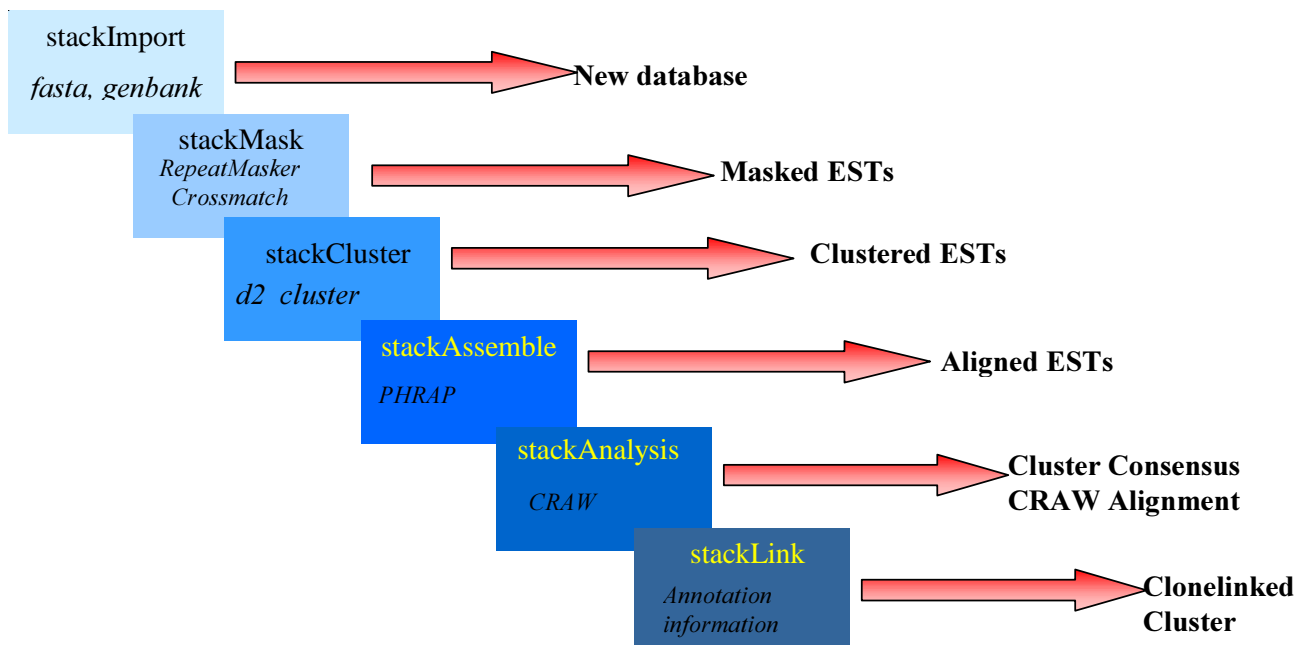 stackImport
fasta, genbank
New database
stackMask
RepeatMasker
Crossmatch
Masked ESTs
stackCluster
d2 cluster
Clustered ESTs
stackAssemble
PHRAP
Aligned ESTs
stackAnalysis
CRAW
Cluster Consensus
CRAW Alignment
stackLink
Annotation
information
Clonelinked
Cluster